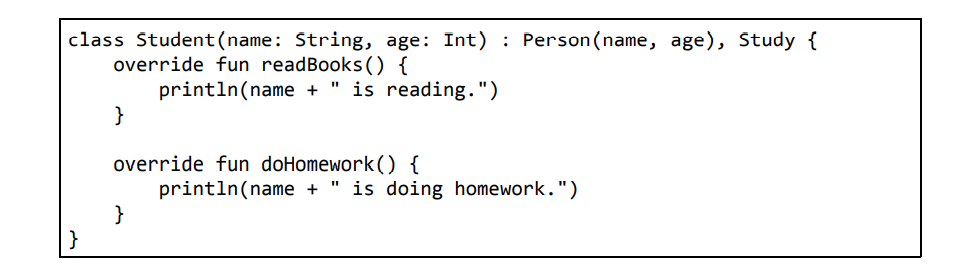 class Student(name: String, age: Int) : Person(name, age), Study {
    override fun readBooks() {
        println(name + " is reading.")
    }

    override fun doHomework() {
        println(name + " is doing homework.")
    }
}